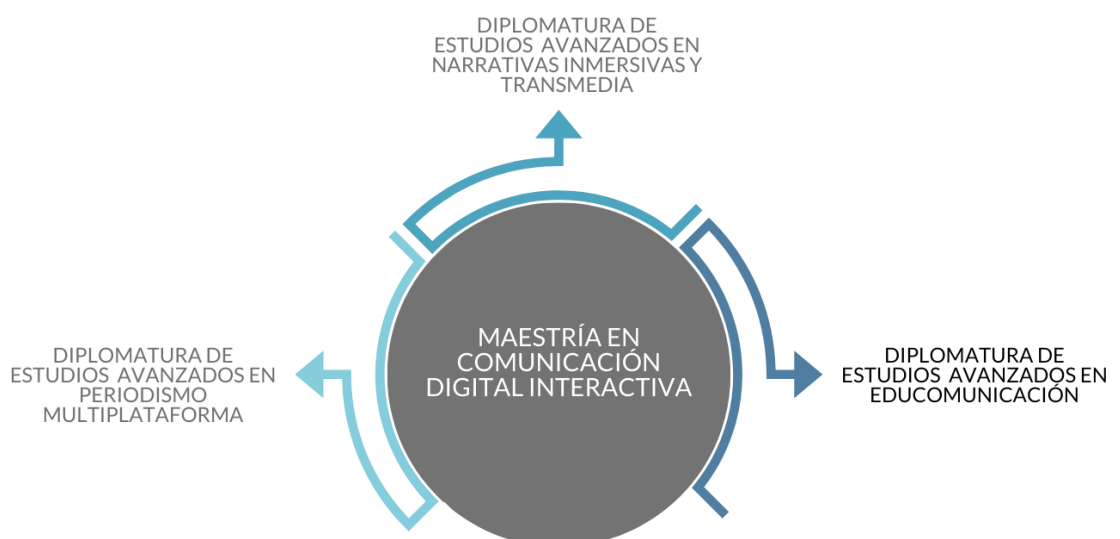 DIPLOMATURA DE
ESTUDIOS AVANZADOS EN
NARRATIVAS INMERSIVAS Y
TRANSMEDIA
MAESTRÍA EN
COMUNICACIÓN
DIGITAL INTERACTIVA
DIPLOMATURA DE
ESTUDIOS AVANZADOS EN
PERIODISMO
MULTIPLATAFORMA
DIPLOMATURA DE
ESTUDIOS AVANZADOS EN
EDUCOMUNICACIÓN